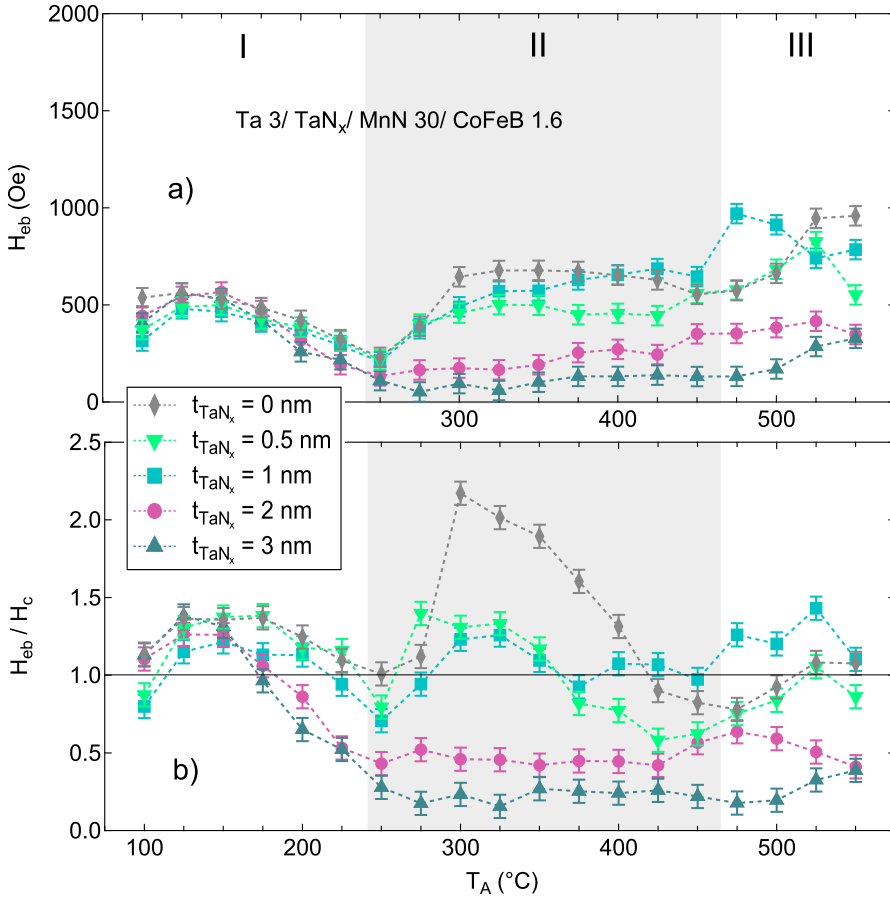 2000
I
II
III
1500
Ta 3/ TaNx/ MnN 30/ CoFeB 1.6
a)
Heb (Oe)
1000
500
0
300
400
500
tTaNx = 0 nm
tTaNx = 0.5 nm
tTaNx = 1 nm
tTaNx = 2 nm
tTaNx = 3 nm
2.5
2.0
1.5
Heb / Hc
1.0
0.5
b)
0.0
100
200
300
400
500
TA (°C)